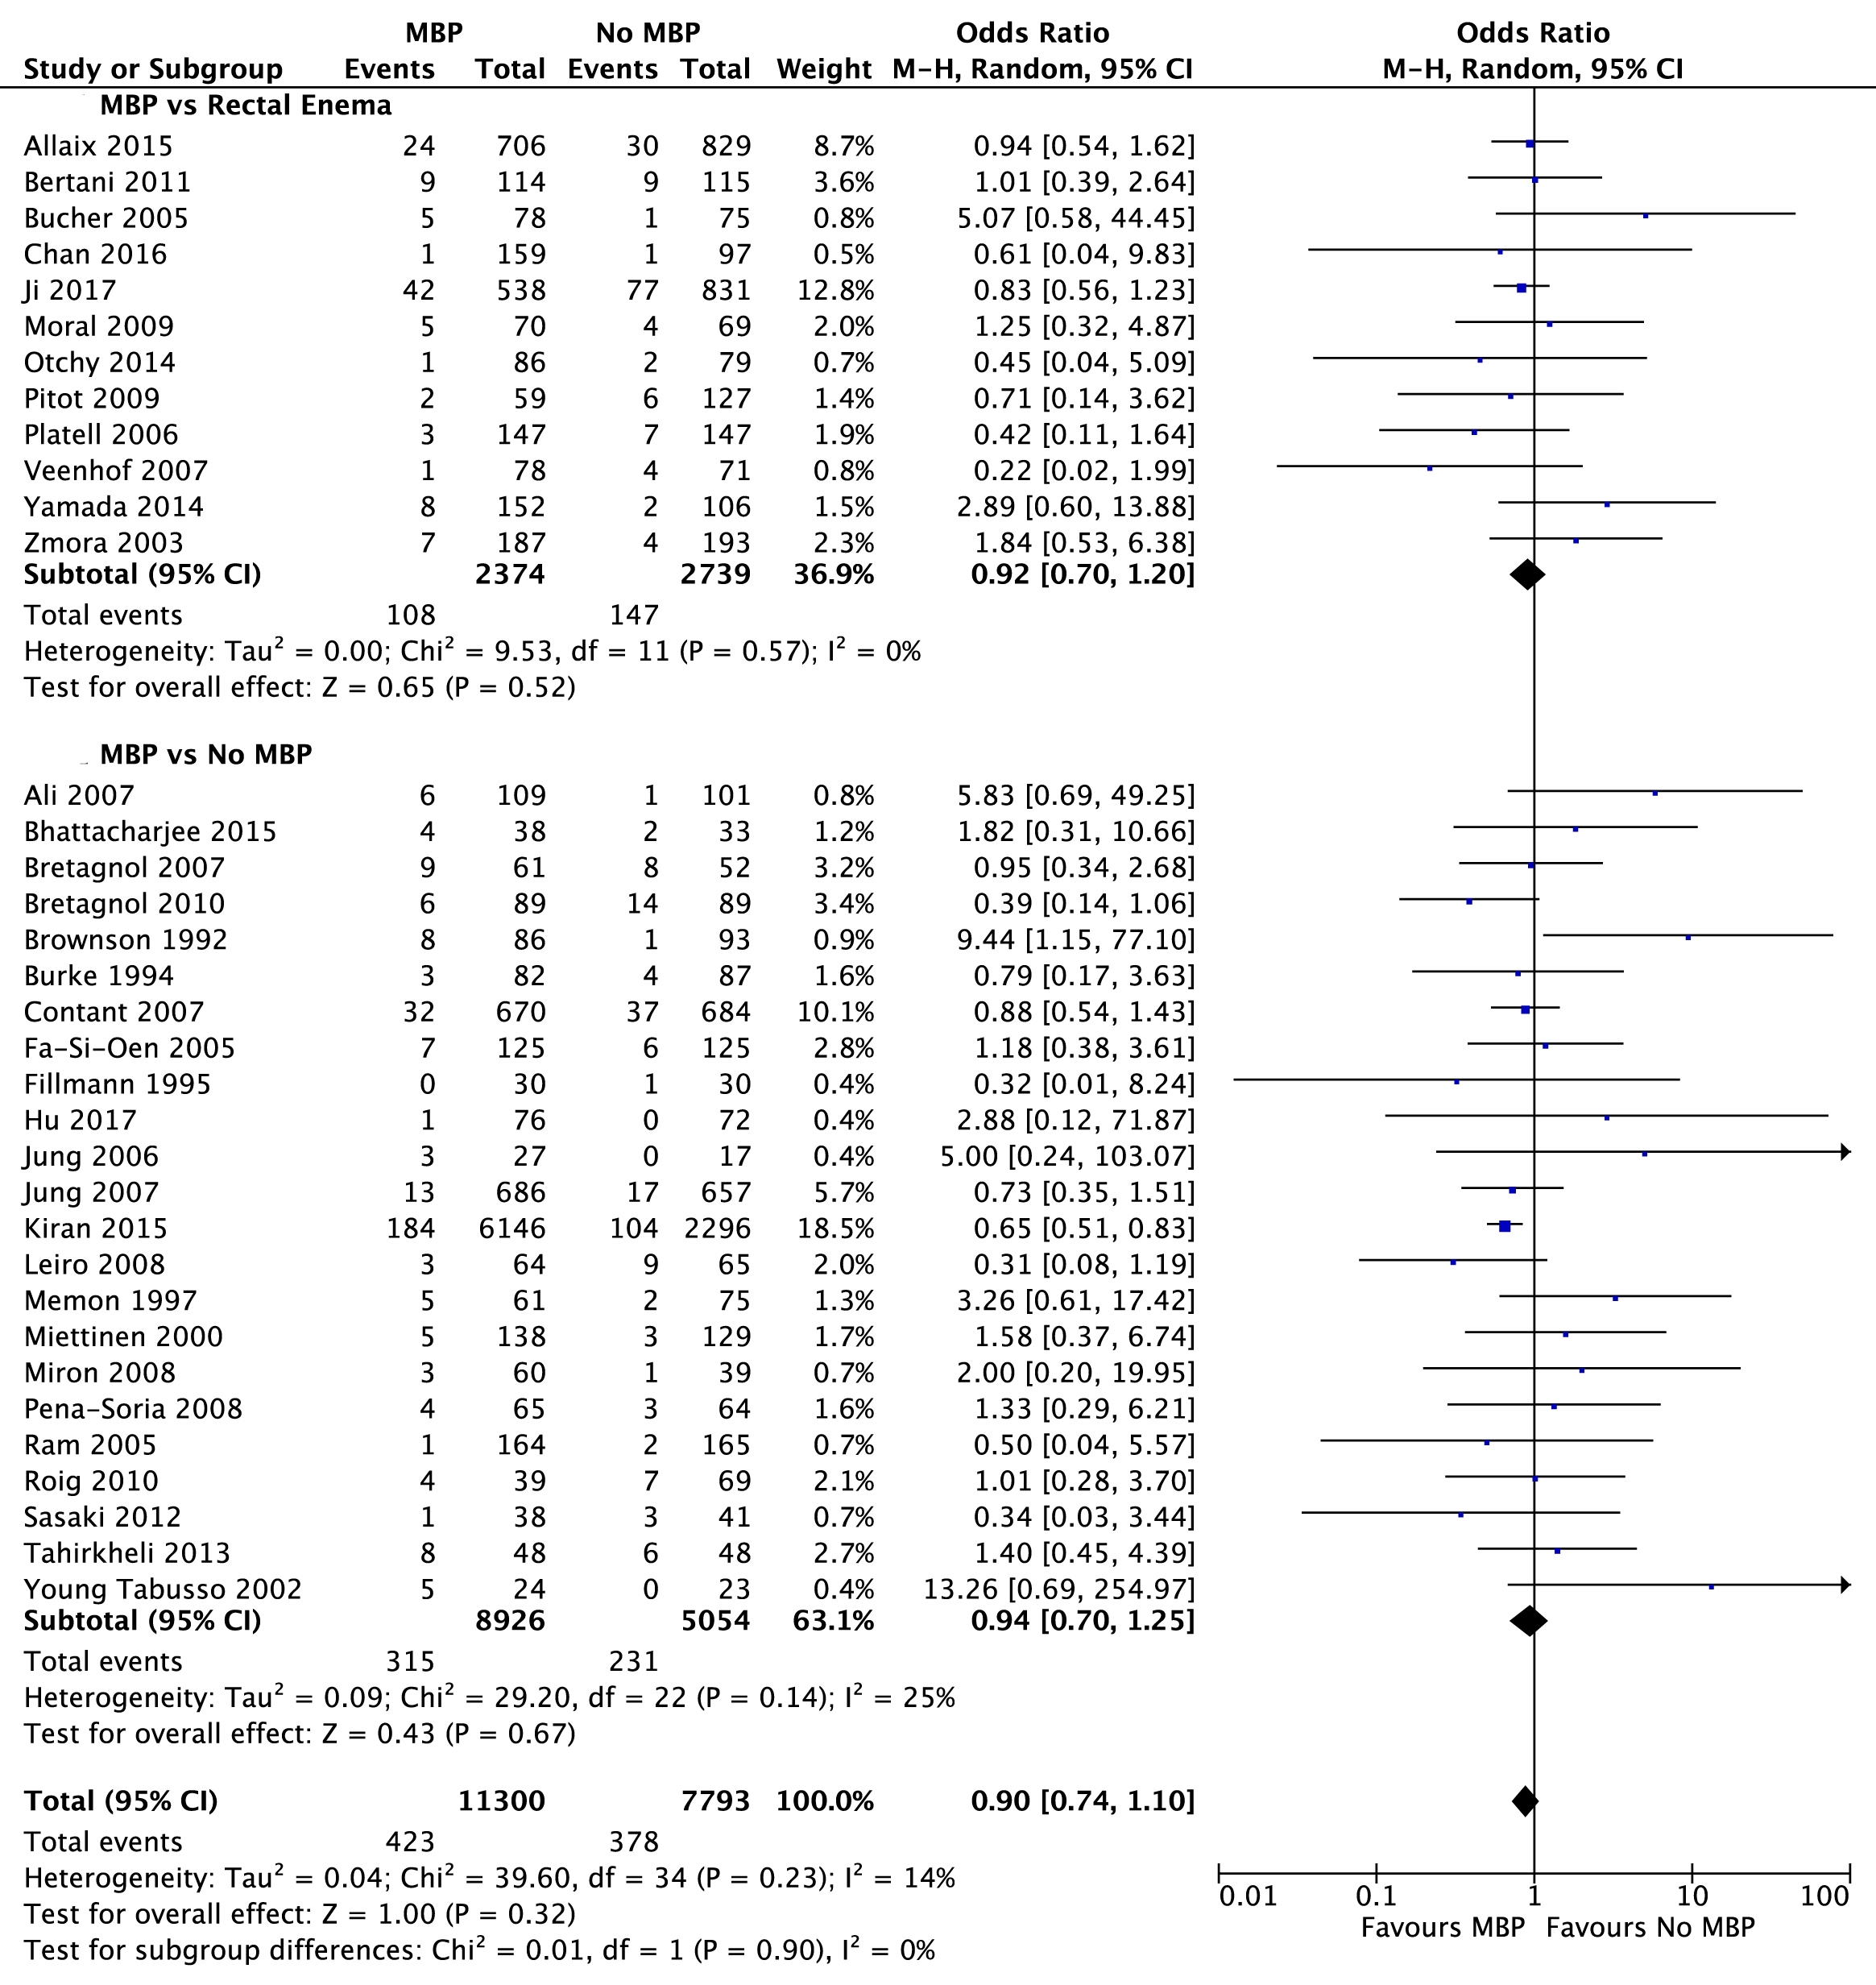 MBP No MBP Odds Ratio Odds Ratio
Study or Subgroup Events Total Events Total Weight M-H, Random, 95% CI M-H, Random, 95% CI
MBP vs Rectal Enema
Allaix 2015 24 706 30 829 8.7% 0.94 [0.54, 1.62]
Bertani 2011 9 114 9 115 3.6% 1.01 [0.39, 2.64]
Bucher 2005 5 78 1 75 0.8% 5.07 [0.58, 44.45]
Chan 2016 1 159 1 97 0.5% 0.61 [0.04, 9.83]
Ji 2017 42 538 77 831 12.8% 0.83 [0.56, 1.23]
Moral 2009 5 70 4 69 2.0% 1.25 [0.32, 4.87]
Otchy 2014 1 86 2 79 0.7% 0.45 [0.04, 5.09]
Pitot 2009 2 59 6 127 1.4% 0.71 [0.14, 3.62]
Platell 2006 3 147 7 147 1.9% 0.42 [0.11, 1.64]
Veenhof 2007 1 78 4 71 0.8% 0.22 [0.02, 1.99]
Yamada 2014 8 152 2 106 1.5% 2.89 [0.60, 13.88]
Zmora 2003 7 187 4 193 2.3% 1.84 [0.53, 6.38]
Subtotal (95% CI) 2374 2739 36.9% 0.92 [0.70, 1.20]
Total events 108 147
Heterogeneity: Tau² = 0.00; Chi² = 9.53, df = 11 (P = 0.57); I² = 0%
Test for overall effect: Z = 0.65 (P = 0.52)
MBP vs No MBP
Ali 2007 6 109 1 101 0.8% 5.83 [0.69, 49.25]
Bhattacharjee 2015 4 38 2 33 1.2% 1.82 [0.31, 10.66]
Bretagnol 2007 9 61 8 52 3.2% 0.95 [0.34, 2.68]
Bretagnol 2010 6 89 14 89 3.4% 0.39 [0.14, 1.06]
Brownson 1992 8 86 1 93 0.9% 9.44 [1.15, 77.10]
Burke 1994 3 82 4 87 1.6% 0.79 [0.17, 3.63]
Contant 2007 32 670 37 684 10.1% 0.88 [0.54, 1.43]
Fa-Si-Oen 2005 7 125 6 125 2.8% 1.18 [0.38, 3.61]
Fillmann 1995 0 30 1 30 0.4% 0.32 [0.01, 8.24]
Hu 2017 1 76 0 72 0.4% 2.88 [0.12, 71.87]
Jung 2006 3 27 0 17 0.4% 5.00 [0.24, 103.07]
Jung 2007 13 686 17 657 5.7% 0.73 [0.35, 1.51]
Kiran 2015 184 6146 104 2296 18.5% 0.65 [0.51, 0.83]
Leiro 2008 3 64 9 65 2.0% 0.31 [0.08, 1.19]
Memon 1997 5 61 2 75 1.3% 3.26 [0.61, 17.42]
Miettinen 2000 5 138 3 129 1.7% 1.58 [0.37, 6.74]
Miron 2008 3 60 1 39 0.7% 2.00 [0.20, 19.95]
Pena-Soria 2008 4 65 3 64 1.6% 1.33 [0.29, 6.21]
Ram 2005 1 164 2 165 0.7% 0.50 [0.04, 5.57]
Roig 2010 4 39 7 69 2.1% 1.01 [0.28, 3.70]
Sasaki 2012 1 38 3 41 0.7% 0.34 [0.03, 3.44]
Tahirkheli 2013 8 48 6 48 2.7% 1.40 [0.45, 4.39]
Young Tabusso 2002 5 24 0 23 0.4% 13.26 [0.69, 254.97]
Subtotal (95% CI) 8926 5054 63.1% 0.94 [0.70, 1.25]
Total events 315 231
Heterogeneity: Tau² = 0.09; Chi² = 29.20, df = 22 (P = 0.14); I² = 25%
Test for overall effect: Z = 0.43 (P = 0.67)
Total (95% CI) 11300 7793 100.0% 0.90 [0.74, 1.10]
Total events 423 378
Heterogeneity: Tau² = 0.04; Chi² = 39.60, df = 34 (P = 0.23); I² = 14%
Test for overall effect: Z = 1.00 (P = 0.32)
Test for subgroup differences: Chi² = 0.01, df = 1 (P = 0.90), I² = 0%
0.01 0.1 1 10 100
Favours MBP Favours No MBP